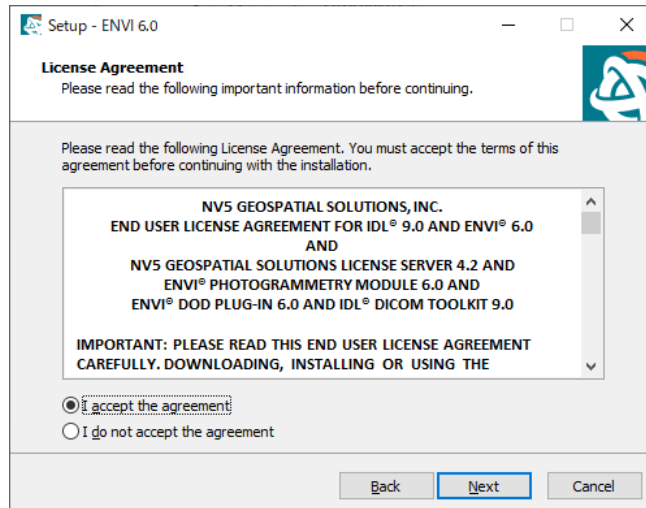 Setup - ENVI 6.0
License Agreement
Please read the following important information before continuing.
Please read the following License Agreement. You must accept the terms of this
agreement before continuing with the installation.
NV5 GEOSPATIAL SOLUTIONS, INC.
END USER LICENSE AGREEMENT FOR IDL® 9.0 AND ENVI® 6.0
AND
NV5 GEOSPATIAL SOLUTIONS LICENSE SERVER 4.2 AND
ENVI® PHOTOGRAMMETRY MODULE 6.0 AND
ENVI® DOD PLUG-IN 6.0 AND IDL® DICOM TOOLKIT 9.0
IMPORTANT: PLEASE READ THIS END USER LICENSE AGREEMENT
CAREFULLY. DOWNLOADING, INSTALLING OR USING THE
I accept the agreement
I do not accept the agreement
Back Next Cancel